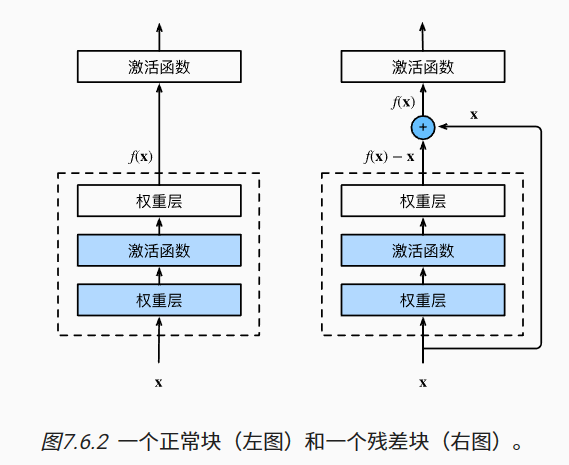 激活函数
f(x)
权重层
激活函数
权重层
x
激活函数
f(x)
x
+
f(x) − x
权重层
激活函数
权重层
x
图7.6.2 一个正常块（左图）和一个残差块（右图）。